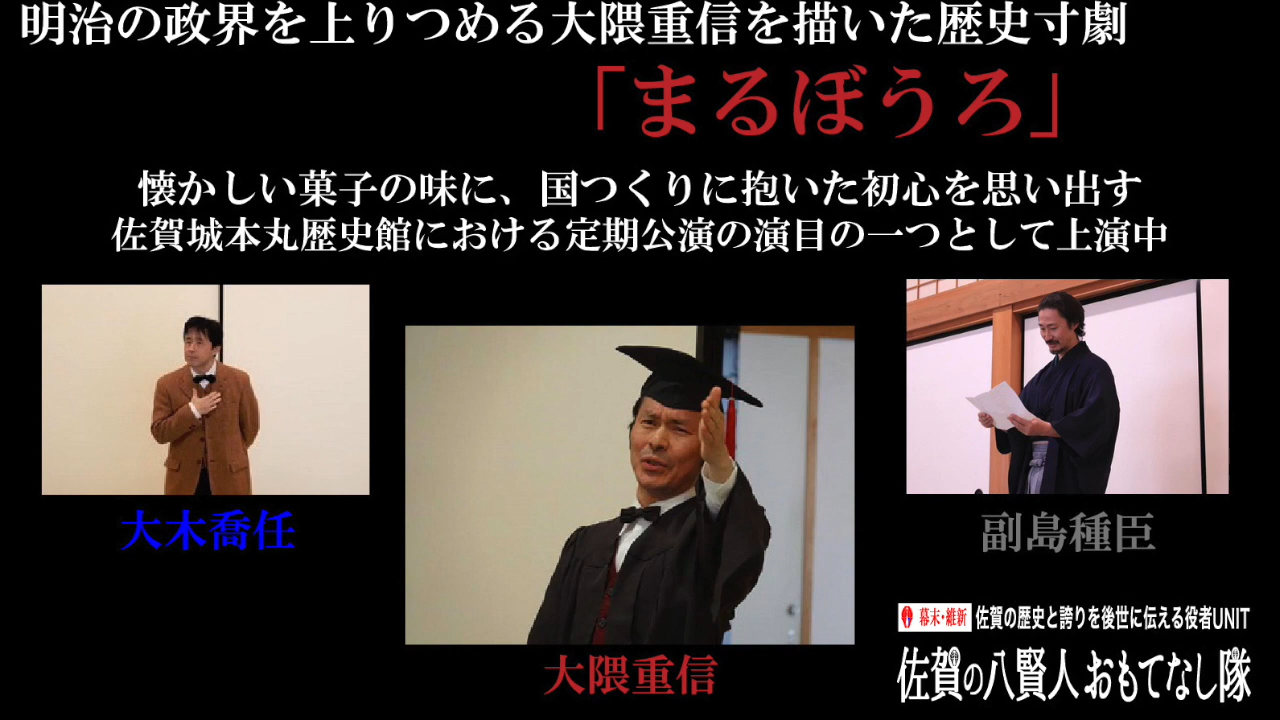 明治の政界を上りつめる大隈重信を描いた歴史寸劇
「まるぼうろ」
懐かしい菓子の味に、国つくりに抱いた初心を思い出す
佐賀城本丸歴史館における定期公演の演目の一つとして上演中
大木喬任
大隈重信
副島種臣
幕末・維新 佐賀の歴史と誇りを後世に伝える役者UNIT
佐賀の八賢人おもてなし隊